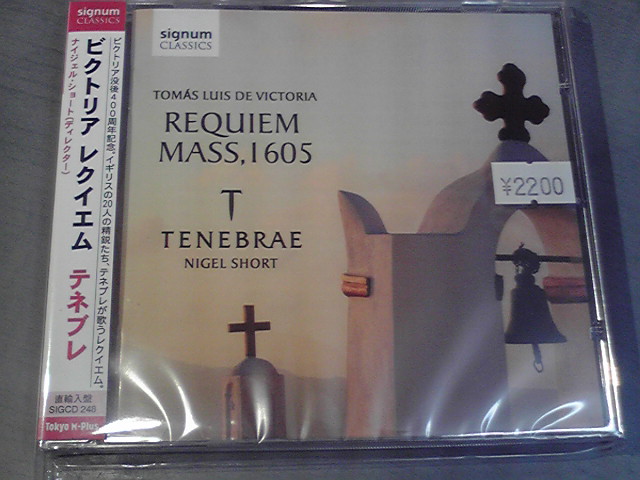 signum
CLASSICS
ビクトリア没後400周年記念。イギリスの20人の精鋭たち、テネブレが歌うレクイエム。
ビクトリア レクイエム テネブレ
ナイジェル・ショート(ディレクター)
直輸入盤
SIGCD 248
Tokyo M-Plus
signum
CLASSICS
TOMÁS LUIS DE VICTORIA
REQUIEM
MASS, 1605
T
TENEBRAE
NIGEL SHORT
¥2200